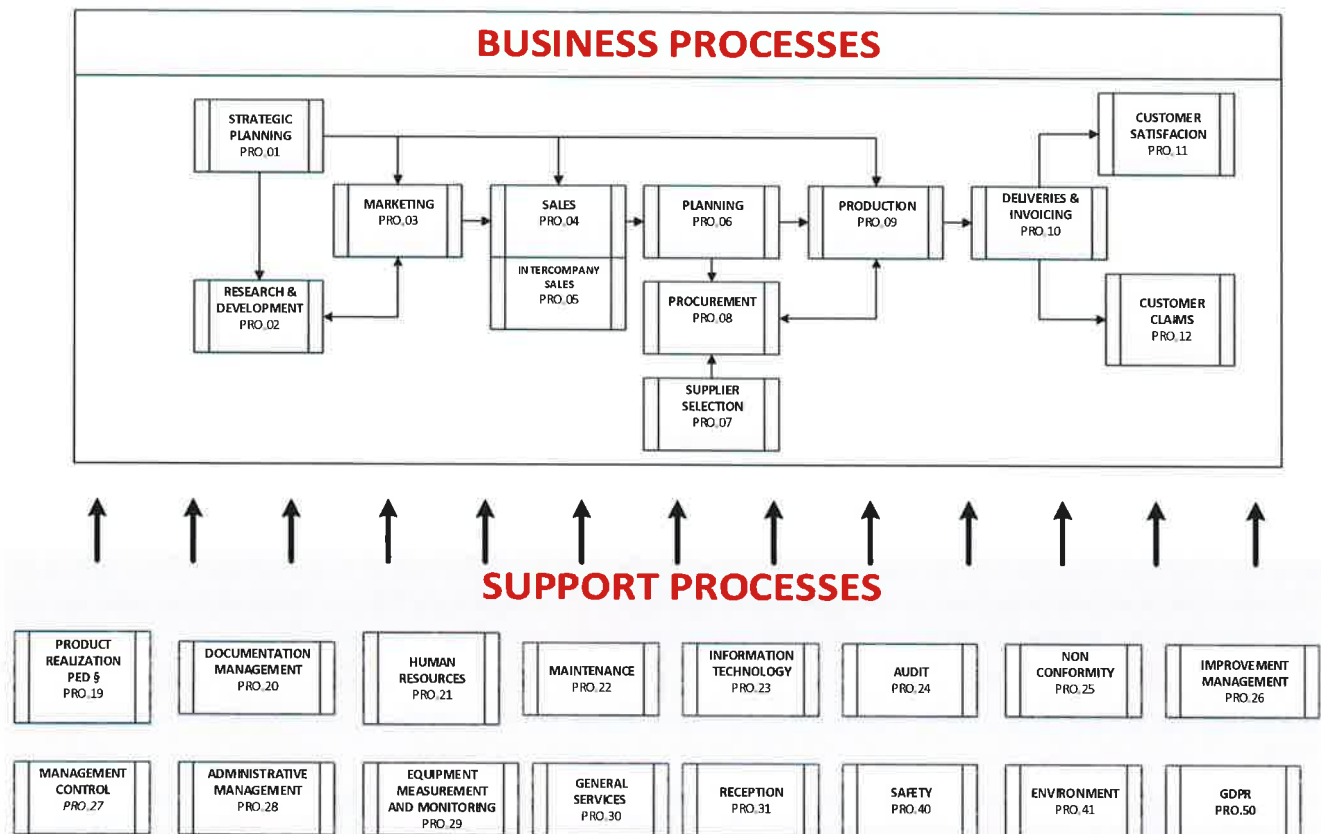 BUSINESS PROCESSES
STRATEGIC
PLANNING
PRO.01
CUSTOMER
SATISFACION
PRO.11
MARKETING
PRO.03
SALES
PRO.04
PLANNING
PRO.06
PRODUCTION
PRO.09
DELIVERIES &
INVOICING
PRO.10
RESEARCH &
DEVELOPMENT
PRO.02
INTERCOMPANY
SALES
PRO.05
PROCUREMENT
PRO.08
CUSTOMER
CLAIMS
PRO.12
SUPPLIER
SELECTION
PRO.07
SUPPORT PROCESSES
PRODUCT
REALIZATION
PED §
PRO.19
DOCUMENTATION
MANAGEMENT
PRO.20
HUMAN
RESOURCES
PRO.21
MAINTENANCE
PRO.22
INFORMATION
TECHNOLOGY
PRO.23
AUDIT
PRO.24
NON
CONFORMITY
PRO.25
IMPROVEMENT
MANAGEMENT
PRO.26
MANAGEMENT
CONTROL
PRO.27
ADMINISTRATIVE
MANAGEMENT
PRO.28
EQUIPMENT
MEASUREMENT
AND MONITORING
PRO.29
GENERAL
SERVICES
PRO.30
RECEPTION
PRO.31
SAFETY
PRO.40
ENVIRONMENT
PRO.41
GDPR
PRO.50